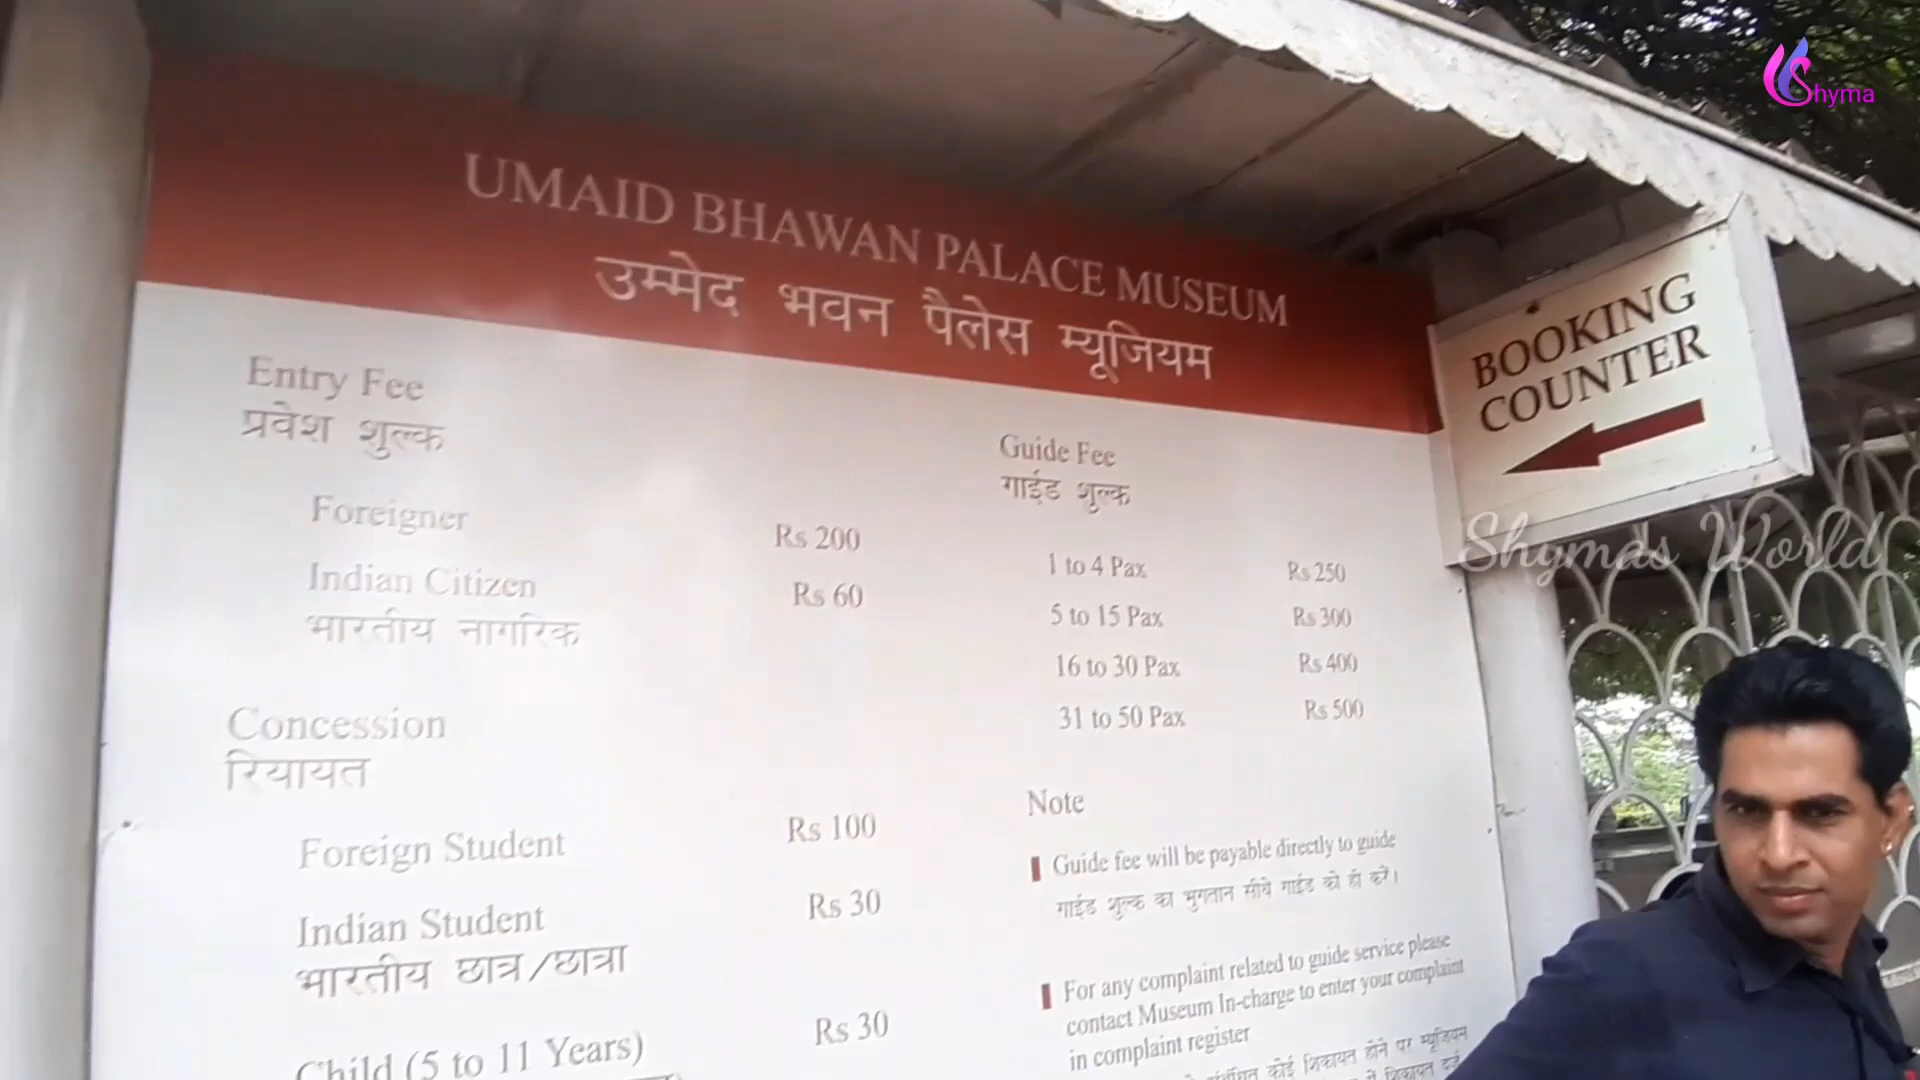 Shyma
UMAID BHAWAN PALACE MUSEUM
उम्मेद भवन पैलेस म्यूजियम
BOOKING
COUNTER
Entry Fee
प्रवेश शुल्क
Foreigner Rs 200
Indian Citizen Rs 60
भारतीय नागरिक
Concession
रियायत
Foreign Student Rs 100
Indian Student Rs 30
भारतीय छात्र/छात्रा
Child (5 to 11 Years) Rs 30
Guide Fee
गाईड शुल्क
1 to 4 Pax Rs 250
5 to 15 Pax Rs 300
16 to 30 Pax Rs 400
31 to 50 Pax Rs 500
Note
Guide fee will be payable directly to guide
गाईड शुल्क का भुगतान सीधे गाईड को ही करें।
For any complaint related to guide service please
contact Museum In-charge to enter your complaint
in complaint register
संबंधित कोई शिकायत होने पर म्यूजियम
शिकायत दर्ज
Shymas World